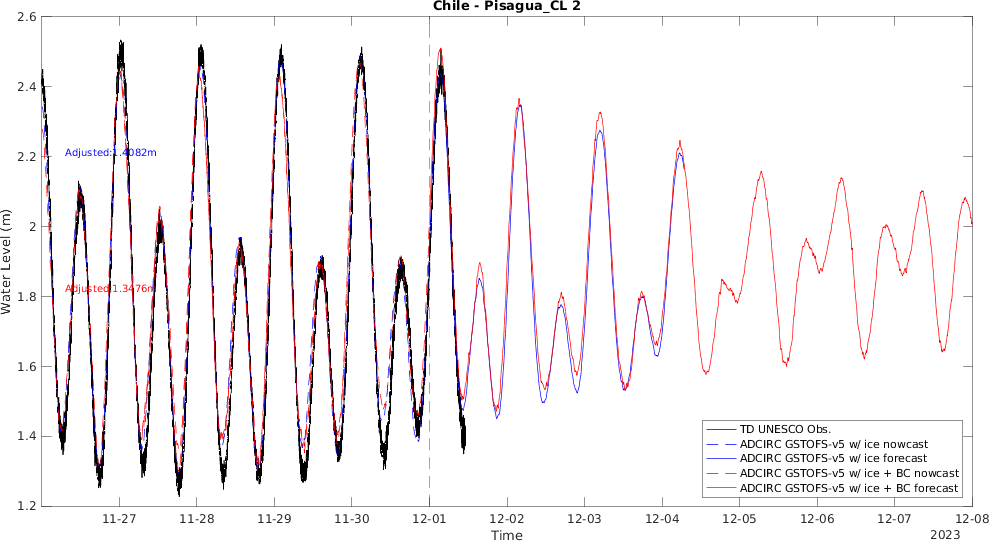 Chile - Pisagua_CL 2
2.6
2.4
2.2
2
1.8
1.6
1.4
1.2
Water Level (m)
Adjusted:1.4082m
Adjusted:1.3476m
TD UNESCO Obs.
ADCIRC GSTOFS-v5 w/ ice nowcast
ADCIRC GSTOFS-v5 w/ ice forecast
ADCIRC GSTOFS-v5 w/ ice + BC nowcast
ADCIRC GSTOFS-v5 w/ ice + BC forecast
11-27 11-28 11-29 11-30 12-01 12-02 12-03 12-04 12-05 12-06 12-07 12-08
Time
2023